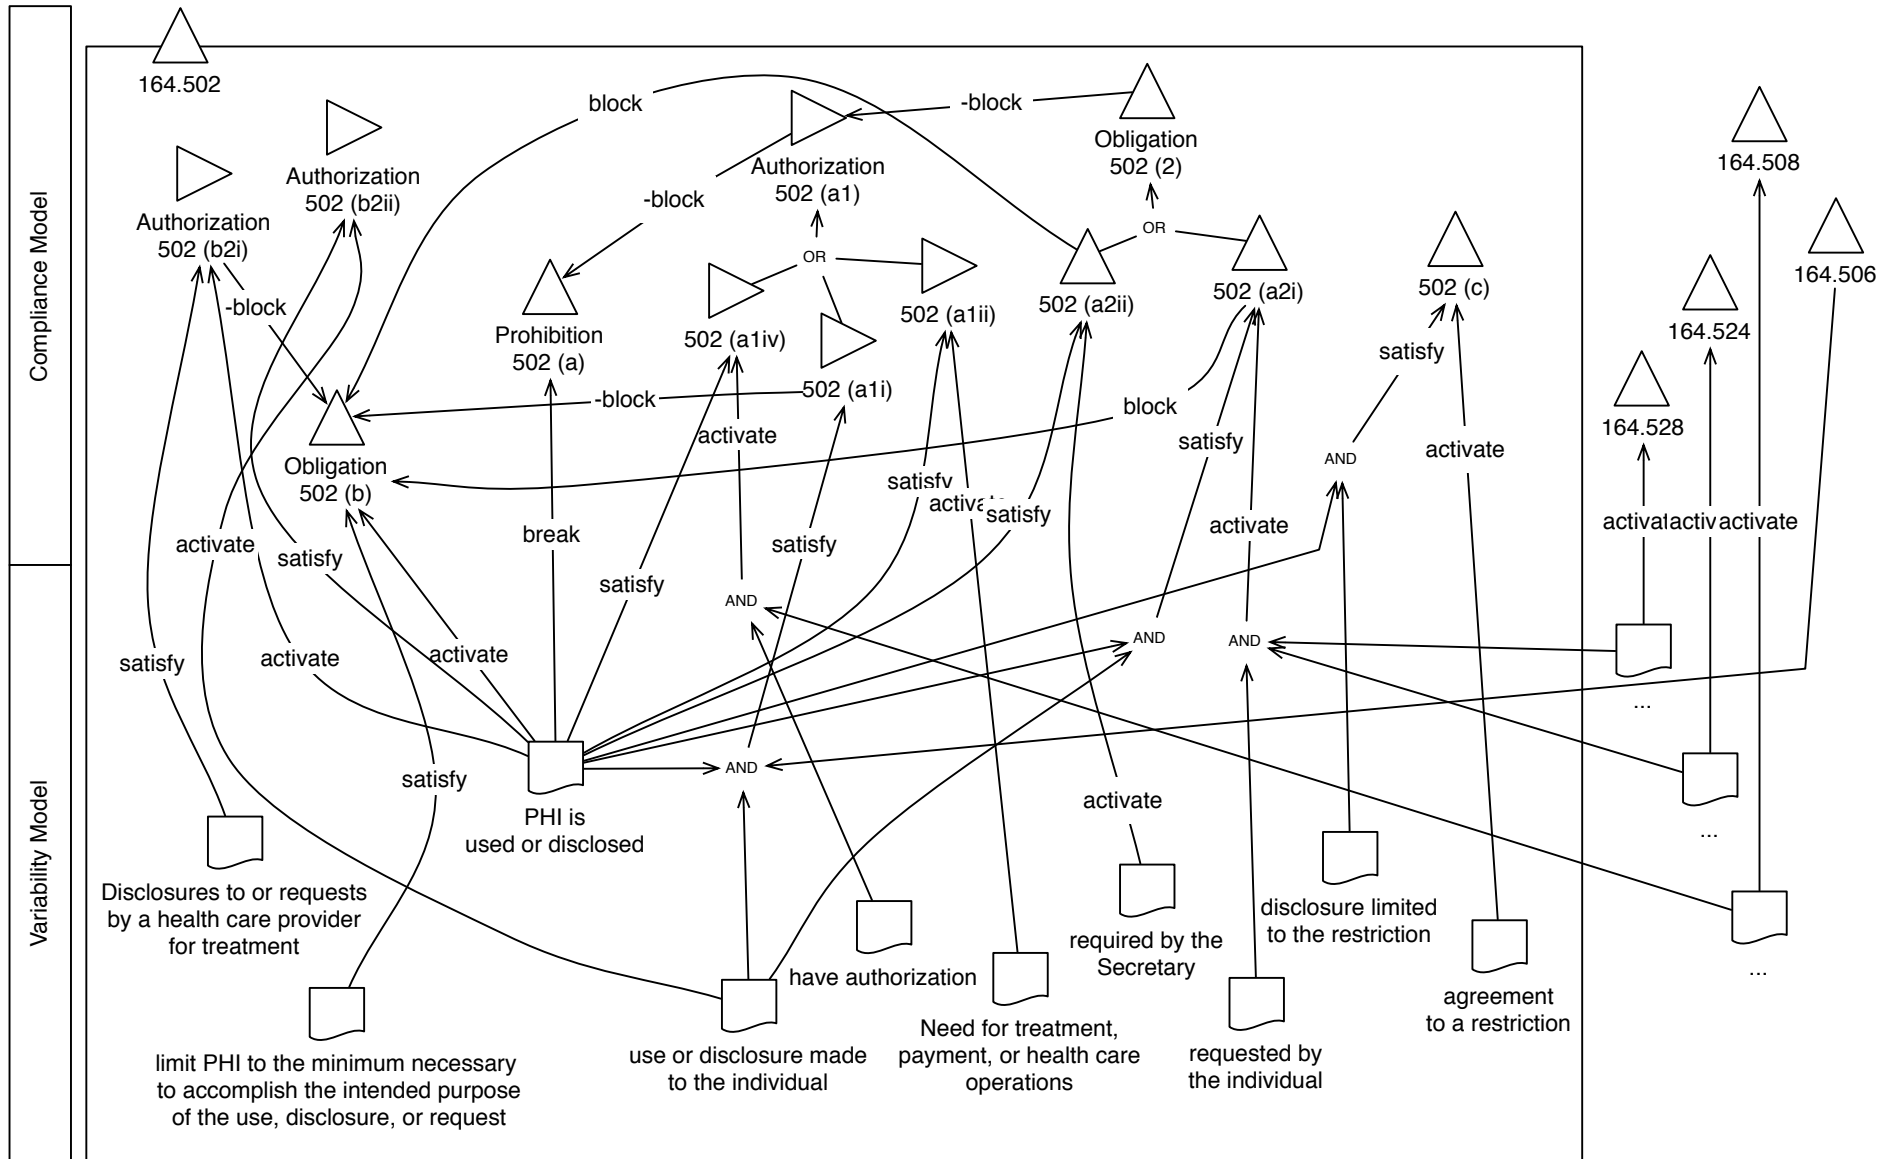 Compliance Model
Variability Model
164.502
Authorization
502 (b2i)
Authorization
502 (b2ii)
block
-block
-block
-block
-block
Authorization
502 (a1)
Obligation
502 (2)
OR
OR
Prohibition
502 (a)
502 (a1iv)
502 (a1i)
502 (a1ii)
502 (a2ii)
502 (a2i)
502 (c)
164.508
164.506
164.524
164.528
Obligation
502 (b)
block
satisfy
activate
satisfy
satisfy
activate
AND
satisfy
satisfy
activate
activate
satisfy
break
satisfy
activate
activate
activate
satisfy
satisfy
activate
activate
satisfy
AND
AND
AND
AND
satisfy
activate
PHI is
used or disclosed
Disclosures to or requests
by a health care provider
for treatment
limit PHI to the minimum necessary
to accomplish the intended purpose
of the use, disclosure, or request
use or disclosure made
to the individual
have authorization
Need for treatment,
payment, or health care
operations
required by the
Secretary
requested by
the individual
disclosure limited
to the restriction
agreement
to a restriction
...
...
...